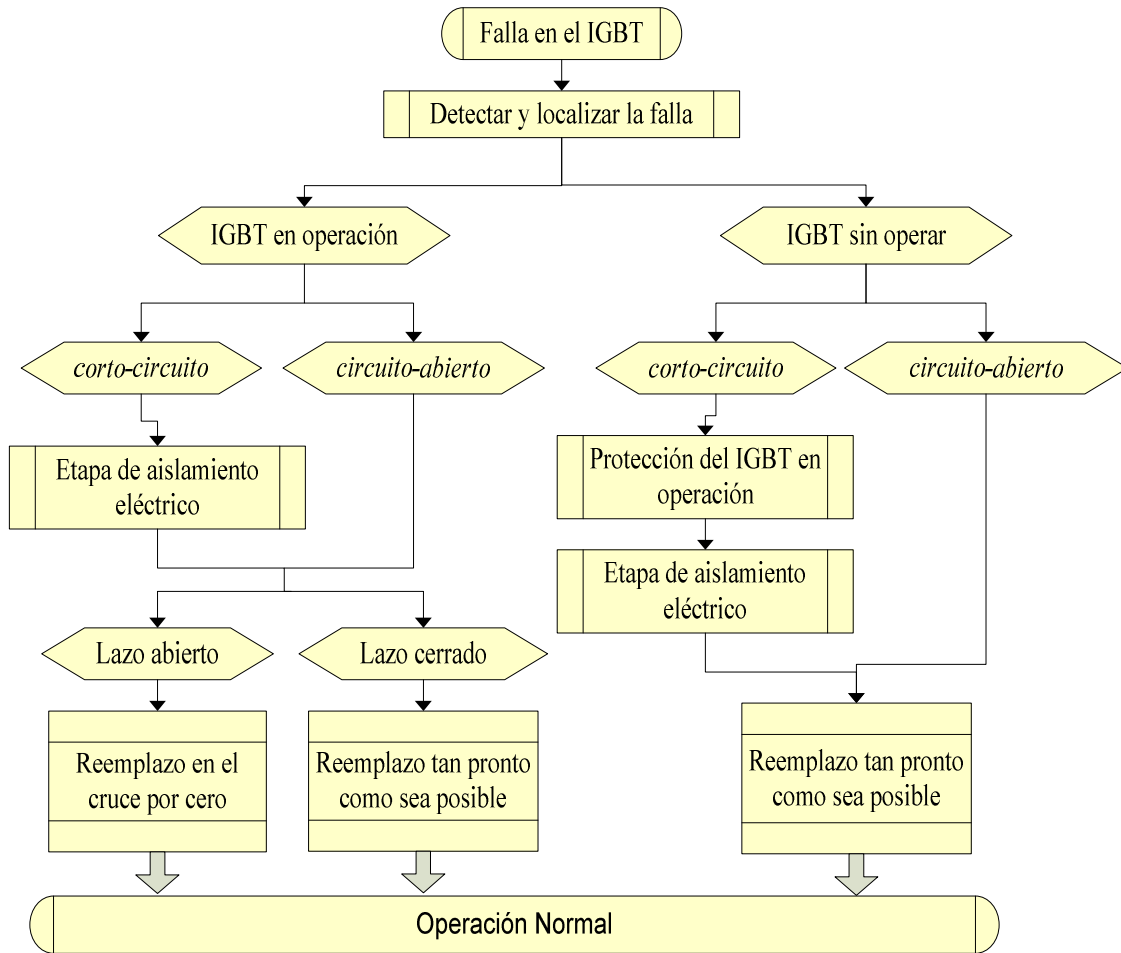 Falla en el IGBT
Detectar y localizar la falla
IGBT en operación
IGBT sin operar
corto-circuito
circuito-abierto
corto-circuito
circuito-abierto
Etapa de aislamiento
eléctrico
Protección del IGBT en
operación
Etapa de aislamiento
eléctrico
Lazo abierto
Lazo cerrado
Reemplazo en el
cruce por cero
Reemplazo tan pronto
como sea posible
Reemplazo tan pronto
como sea posible
Operación Normal